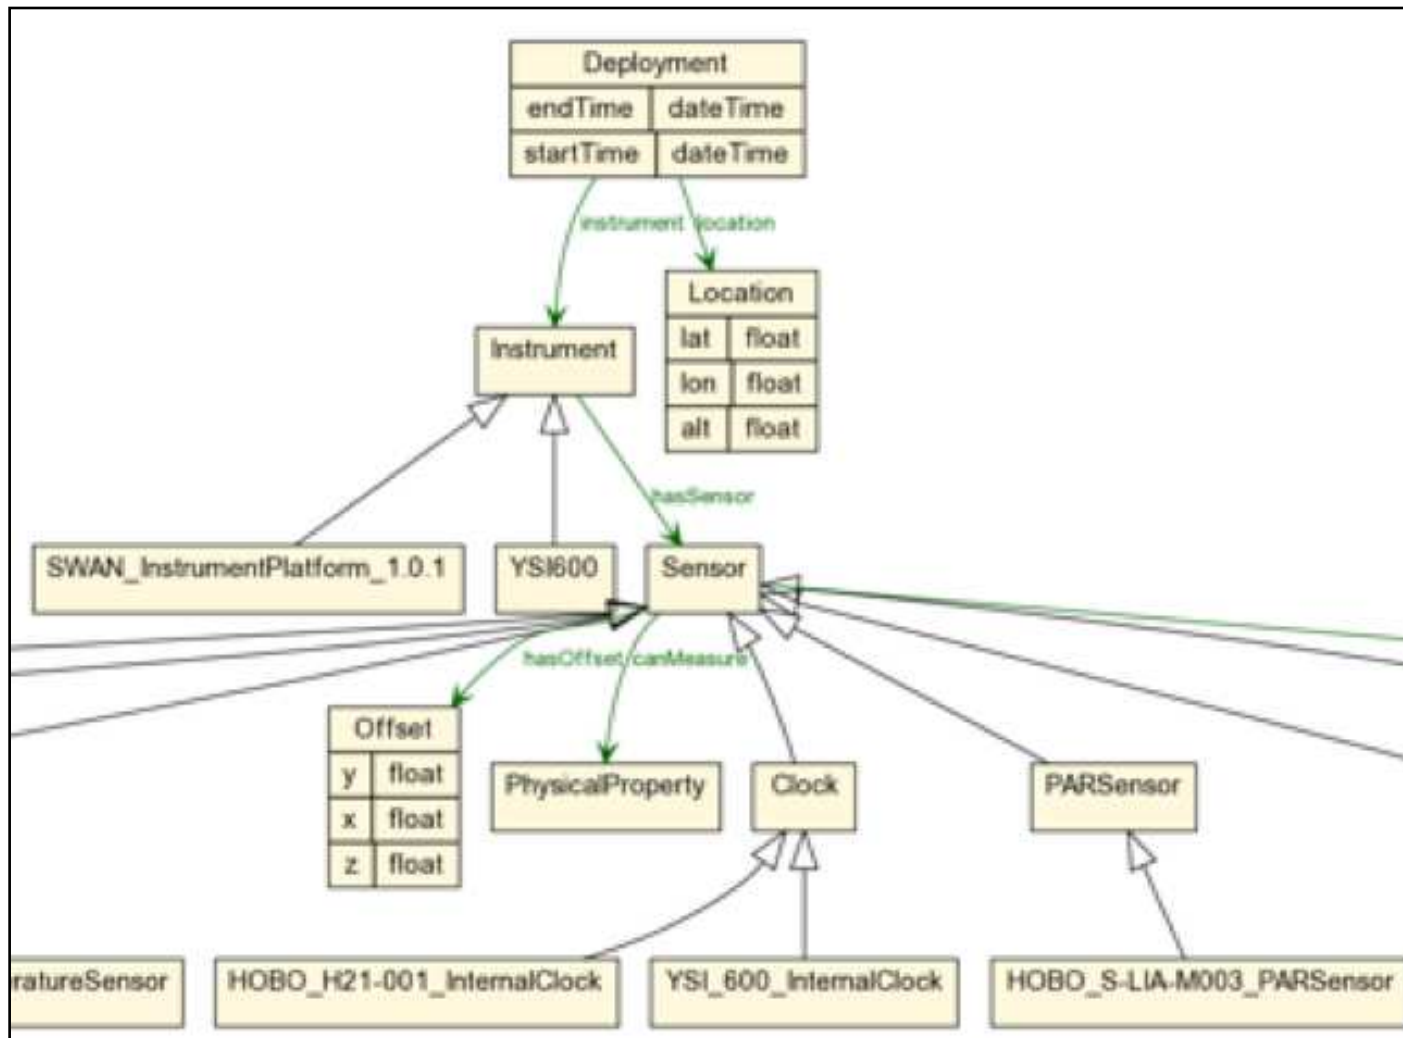 Deployment
endTime dateTime
startTime dateTime
instrument location
Location
lat float
lon float
alt float
Instrument
hasSensor
SWAN_InstrumentPlatform_1.0.1
YSI600
Sensor
hasOffset canMeasure
Offset
y float
x float
z float
PhysicalProperty
Clock
PARSensor
ratureSensor
HOBO_H21-001_InternalClock
YSI_600_InternalClock
HOBO_S-LIA-M003_PARSensor